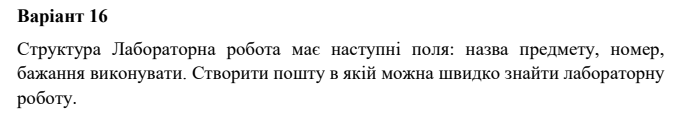 Варіант 16
Структура Лабораторна робота має наступні поля: назва предмету, номер,
бажання виконувати. Створити пошту в якій можна швидко знайти лабораторну
роботу.